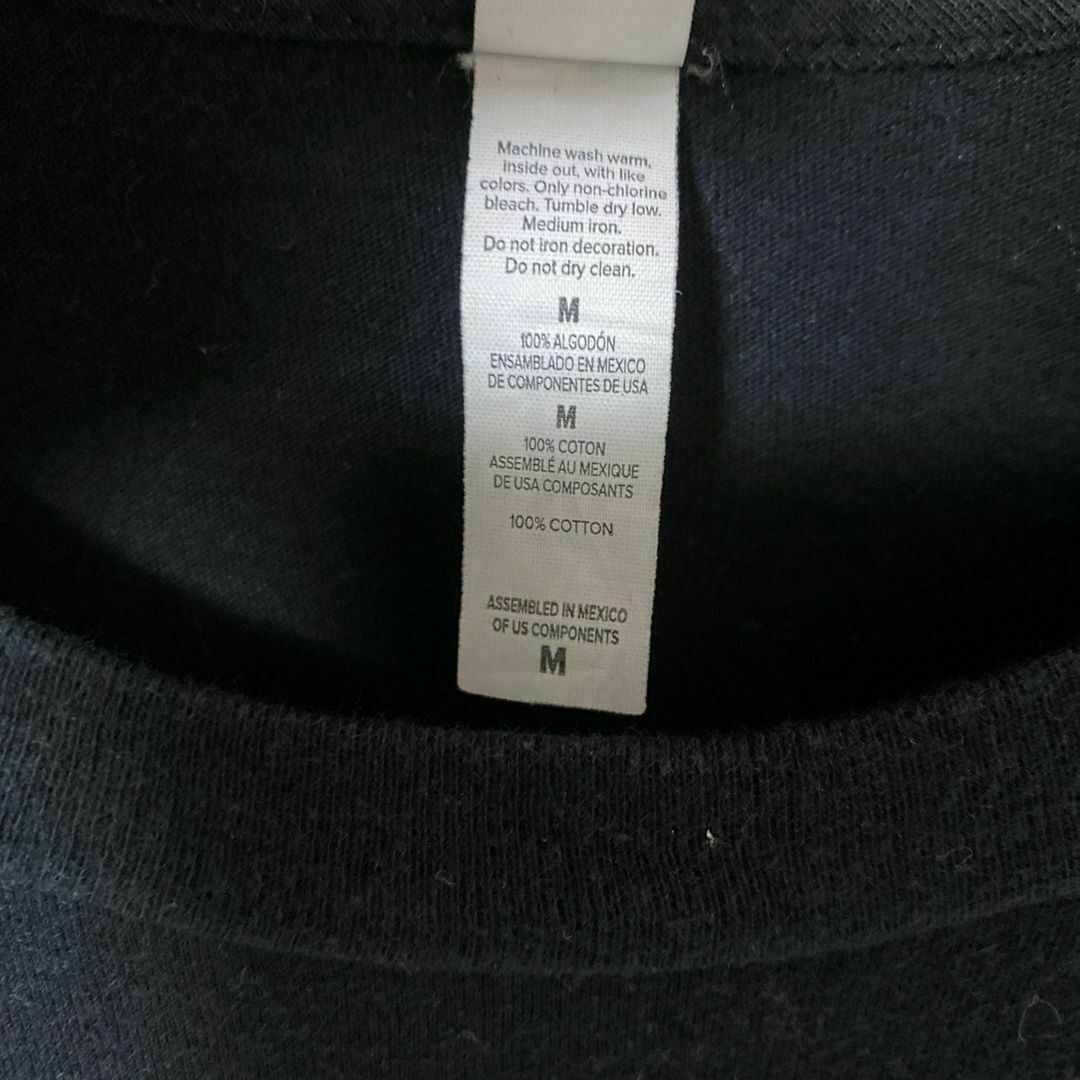 Machine wash warm,
inside out, with like
colors. Only non-chlorine
bleach. Tumble dry low.
Medium iron.
Do not iron decoration.
Do not dry clean.
M
100% ALGODÓN
ENSAMBLADO EN MEXICO
DE COMPONENTES DE USA
M
100% COTON
ASSEMBLÉ AU MEXIQUE
DE USA COMPOSANTS
100% COTTON
ASSEMBLED IN MEXICO
OF US COMPONENTS
M